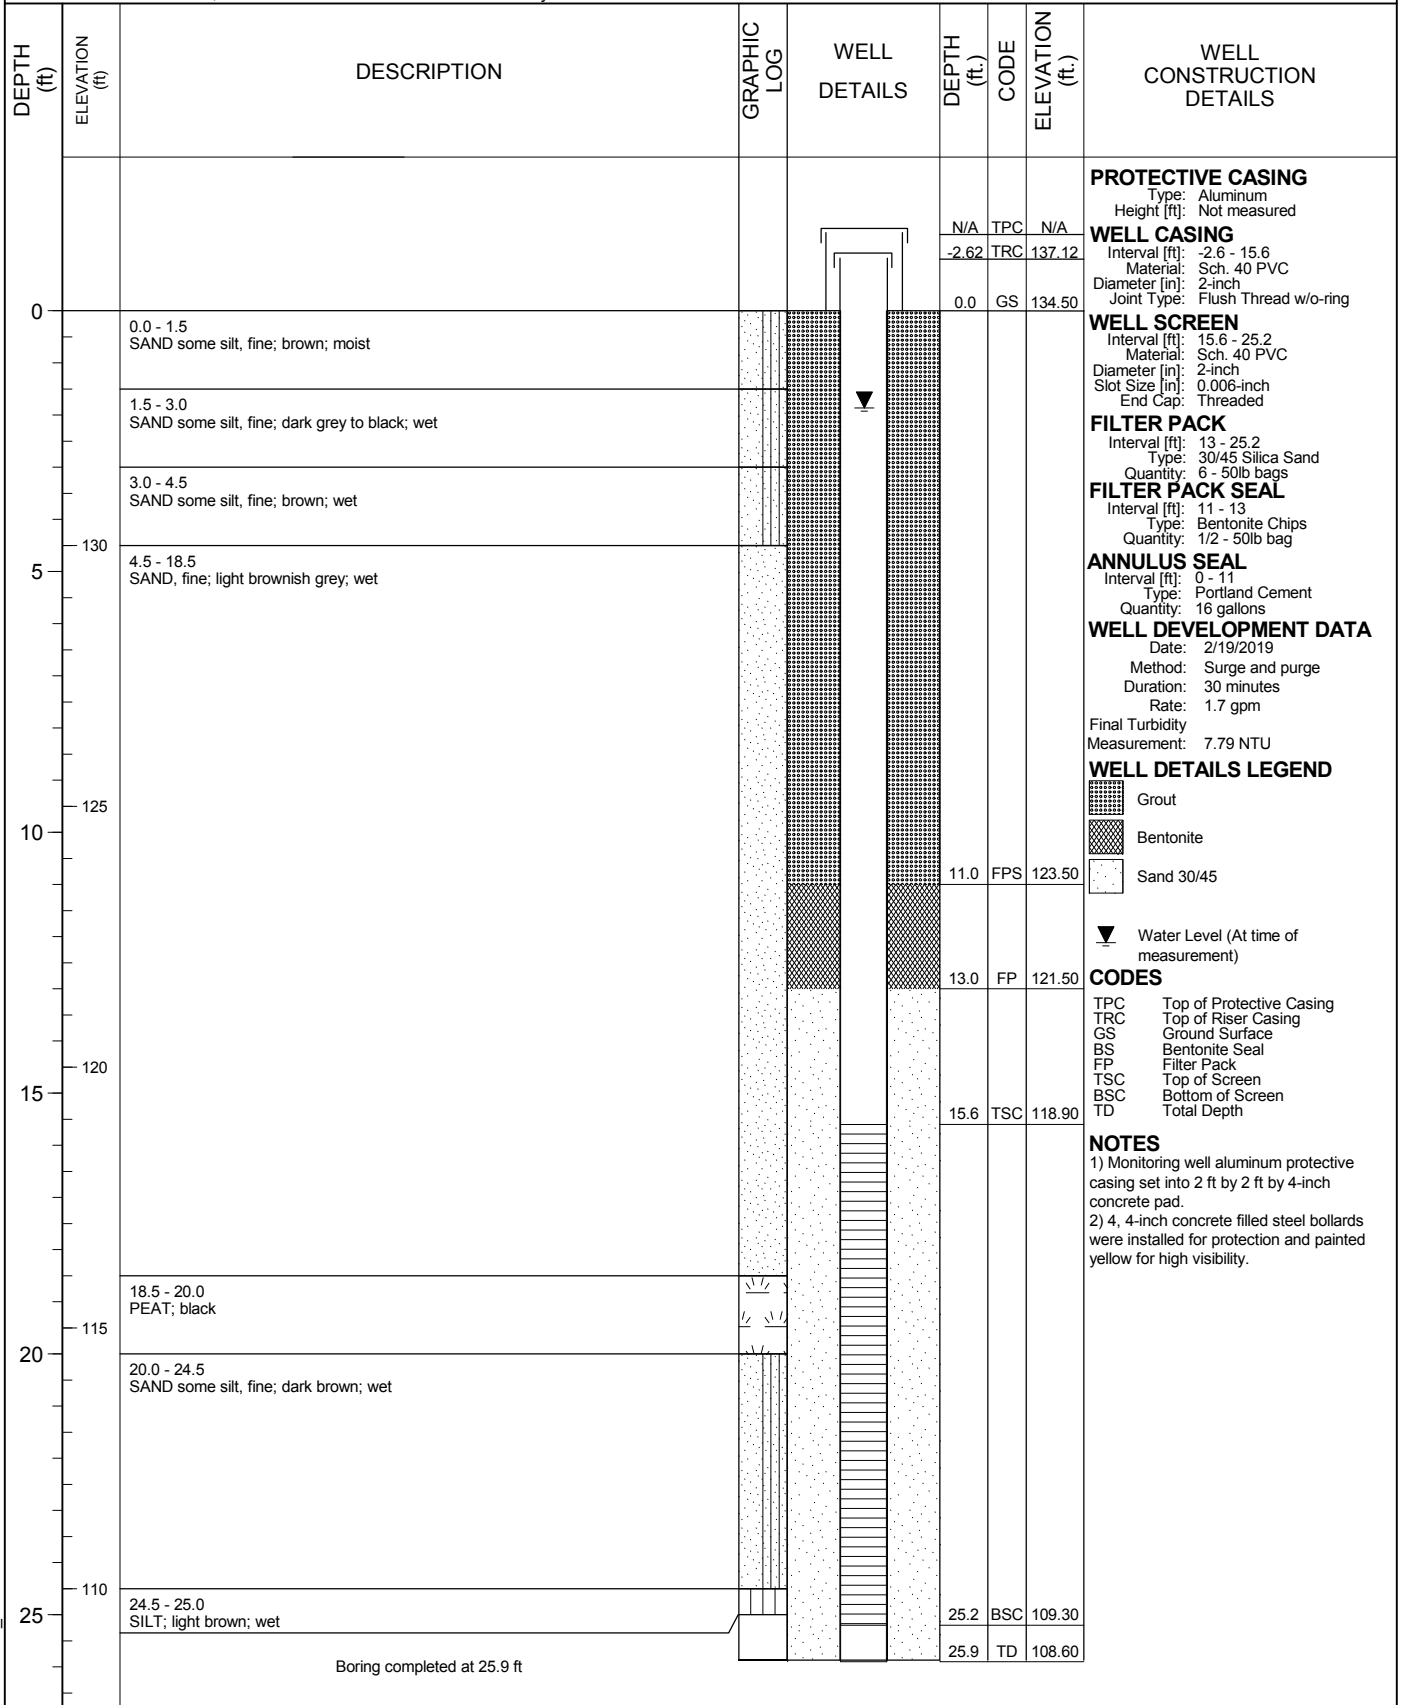 DEPTH (ft)
ELEVATION (ft)
DESCRIPTION
GRAPHIC LOG
WELL DETAILS
DEPTH (ft.)
CODE
ELEVATION (ft.)
WELL CONSTRUCTION DETAILS
0
5
10
15
20
25
130
125
120
115
110
0.0 - 1.5
SAND some silt, fine; brown; moist
1.5 - 3.0
SAND some silt, fine; dark grey to black; wet
3.0 - 4.5
SAND some silt, fine; brown; wet
4.5 - 18.5
SAND, fine; light brownish grey; wet
18.5 - 20.0
PEAT; black
20.0 - 24.5
SAND some silt, fine; dark brown; wet
24.5 - 25.0
SILT; light brown; wet
Boring completed at 25.9 ft
N/A TPC N/A
-2.62 TRC 137.12
0.0 GS 134.50
11.0 FPS 123.50
13.0 FP 121.50
15.6 TSC 118.90
25.2 BSC 109.30
25.9 TD 108.60
PROTECTIVE CASING
Type: Aluminum
Height [ft]: Not measured
WELL CASING
Interval [ft]: -2.6 - 15.6
Material: Sch. 40 PVC
Diameter [in]: 2-inch
Joint Type: Flush Thread w/o-ring
WELL SCREEN
Interval [ft]: 15.6 - 25.2
Material: Sch. 40 PVC
Diameter [in]: 2-inch
Slot Size [in]: 0.006-inch
End Cap: Threaded
FILTER PACK
Interval [ft]: 13 - 25.2
Type: 30/45 Silica Sand
Quantity: 6 - 50lb bags
FILTER PACK SEAL
Interval [ft]: 11 - 13
Type: Bentonite Chips
Quantity: 1/2 - 50lb bag
ANNULUS SEAL
Interval [ft]: 0 - 11
Type: Portland Cement
Quantity: 16 gallons
WELL DEVELOPMENT DATA
Date: 2/19/2019
Method: Surge and purge
Duration: 30 minutes
Rate: 1.7 gpm
Final Turbidity
Measurement: 7.79 NTU
WELL DETAILS LEGEND
Grout
Bentonite
Sand 30/45
Water Level (At time of
measurement)
CODES
TPC Top of Protective Casing
TRC Top of Riser Casing
GS Ground Surface
BS Bentonite Seal
FP Filter Pack
TSC Top of Screen
BSC Bottom of Screen
TD Total Depth
NOTES
1) Monitoring well aluminum protective
casing set into 2 ft by 2 ft by 4-inch
concrete pad.
2) 4, 4-inch concrete filled steel bollards
were installed for protection and painted
yellow for high visibility.